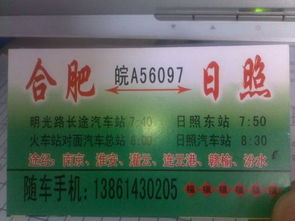 合肥 皖A56097 日照
明光路长途汽车站 7:40 日照东站 7:50
火车站对面汽车总站 8:00 日照汽车站 8:30
途经：南京、淮安、灌云、连云港、赣榆、汾水
随车手机：13861430205